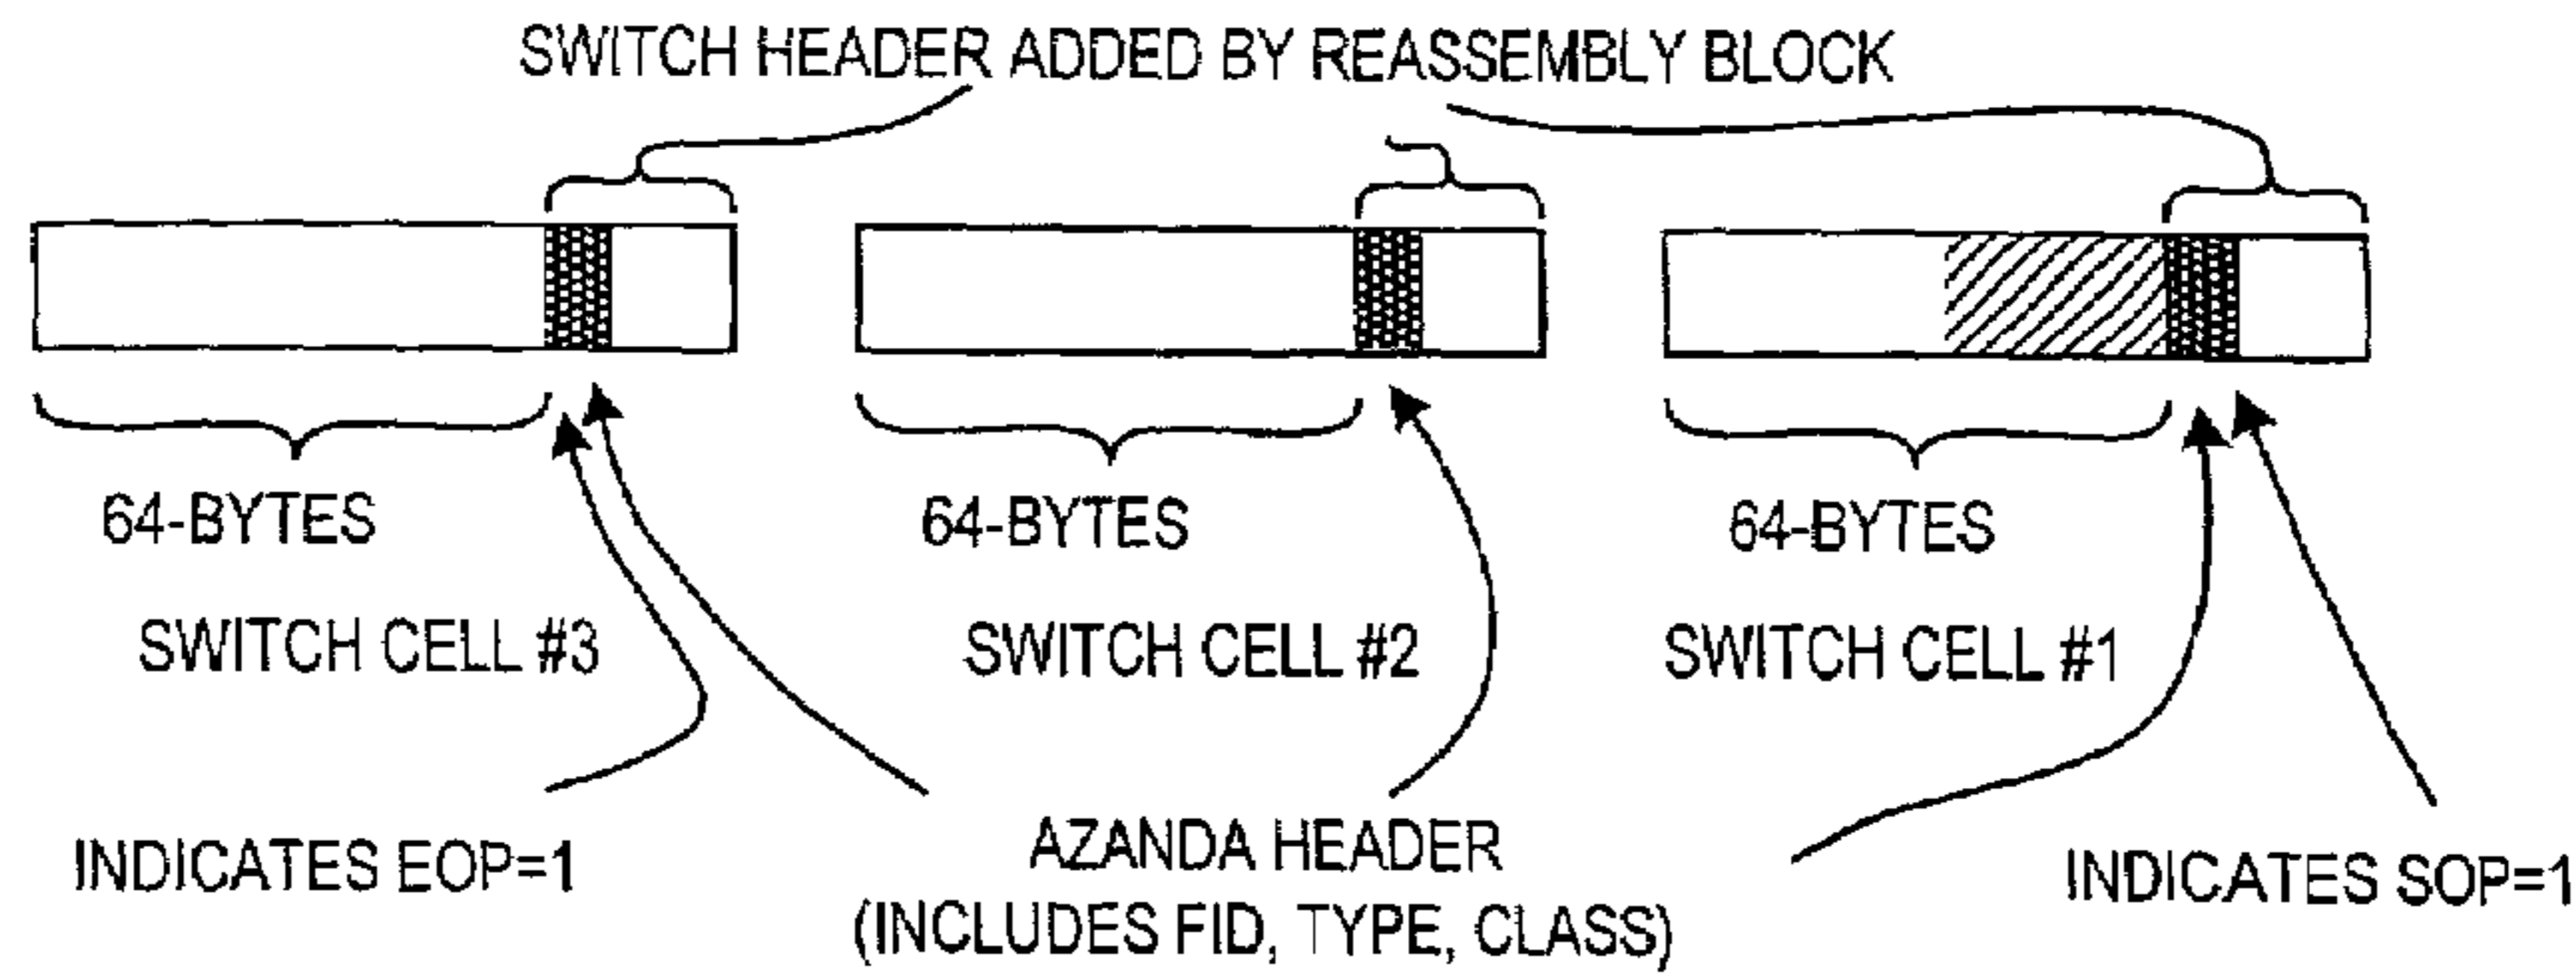 SWITCH HEADER ADDED BY REASSEMBLY BLOCK
64-BYTES
64-BYTES
64-BYTES
SWITCH CELL #3
SWITCH CELL #2
SWITCH CELL #1
INDICATES EOP=1
AZANDA HEADER
(INCLUDES FID, TYPE, CLASS)
INDICATES SOP=1